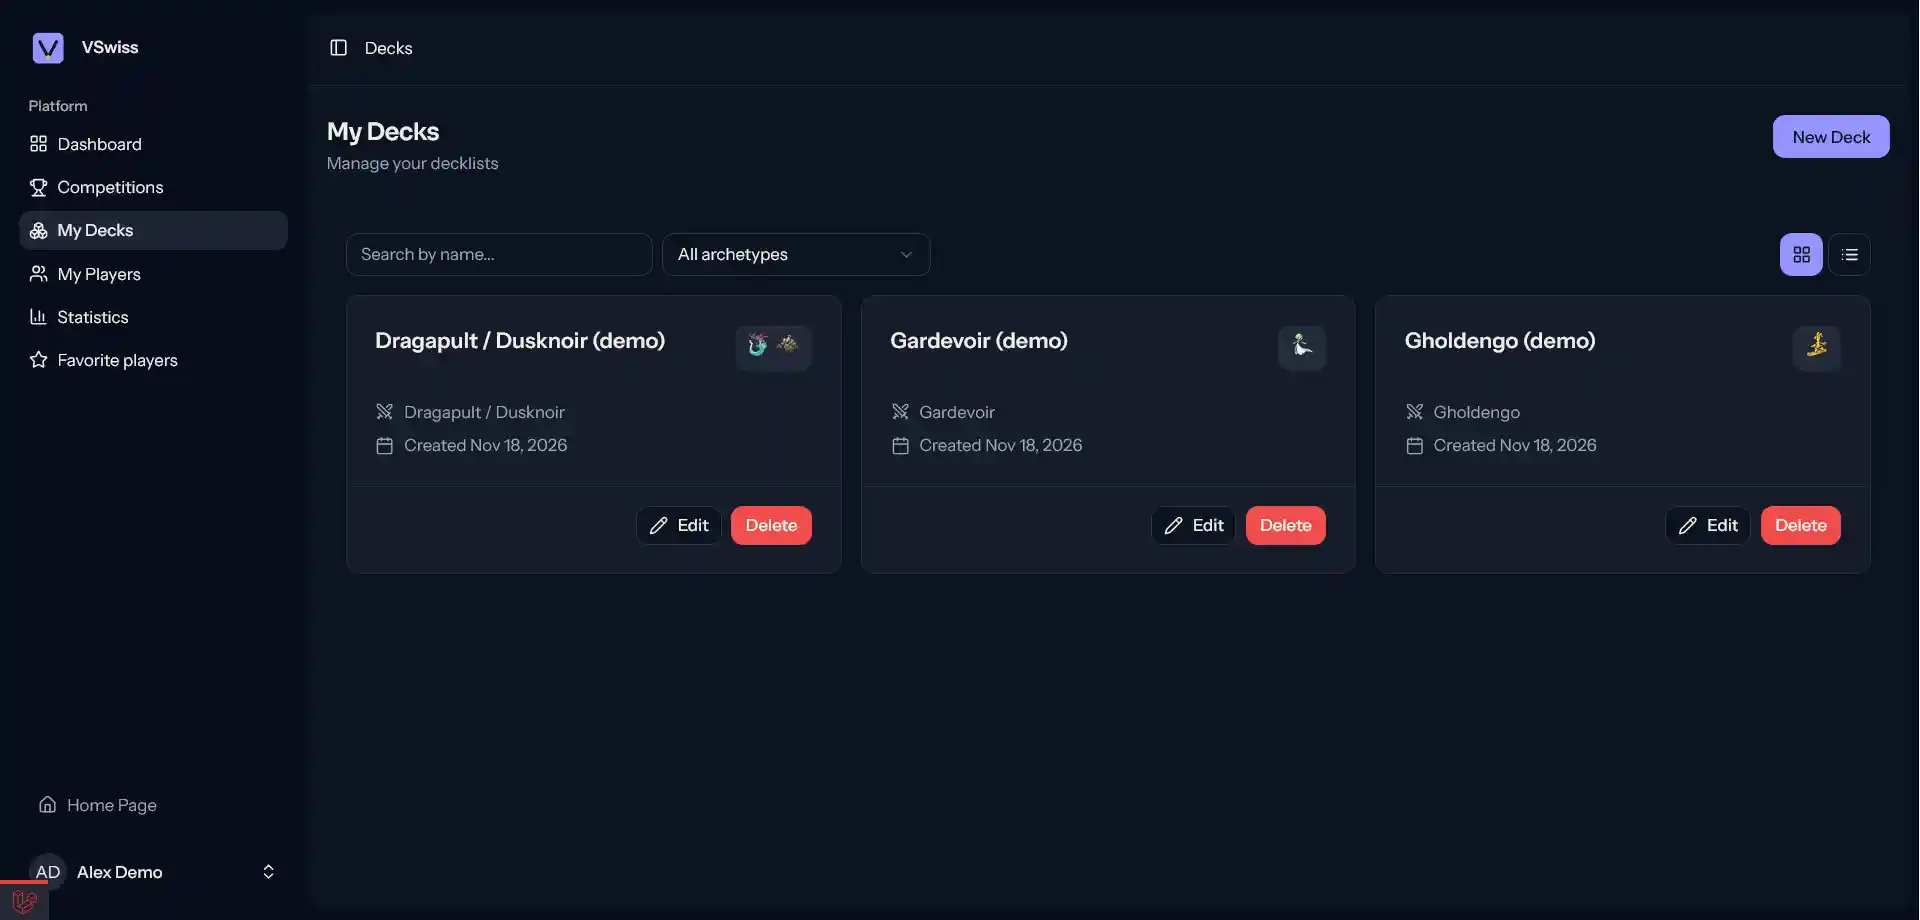 VSwiss
Decks
Platform
Dashboard
Competitions
My Decks
My Players
Statistics
Favorite players
My Decks
Manage your decklists
New Deck
Search by name...
All archetypes
Dragapult / Dusknoir (demo)
Dragapult / Dusknoir
Created Nov 18, 2026
Edit
Delete
Gardevoir (demo)
Gardevoir
Created Nov 18, 2026
Edit
Delete
Gholdengo (demo)
Gholdengo
Created Nov 18, 2026
Edit
Delete
Home Page
AD Alex Demo